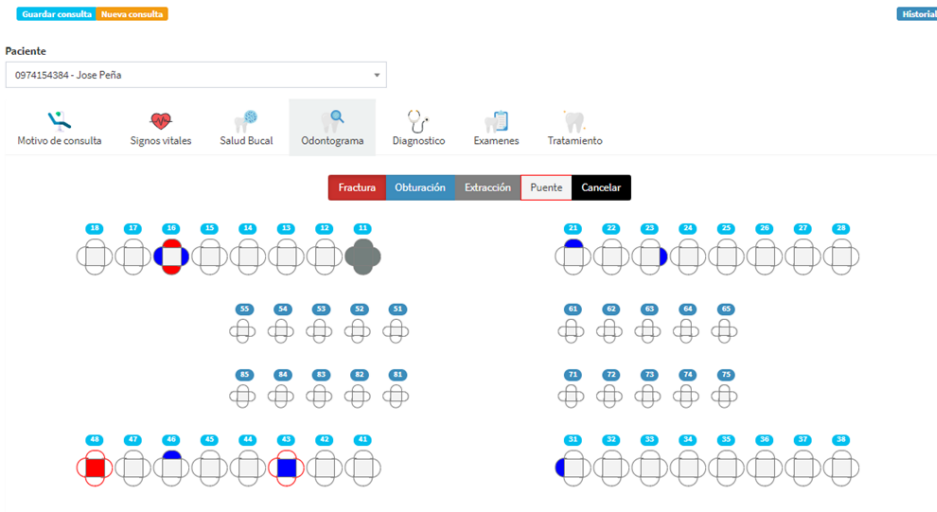 Guardar consulta Nueva consulta Historial
Paciente
0974154384 - Jose Peña
Motivo de consulta Signos vitales Salud Bucal Odontograma Diagnostico Examenes Tratamiento
Fractura Obturación Extracción Puente Cancelar
18 17 16 15 14 13 12 11 21 22 23 24 25 26 27 28
55 54 53 52 51 61 62 63 64 65
85 84 83 82 81 71 72 73 74 75
48 47 46 45 44 43 42 41 31 32 33 34 35 36 37 38